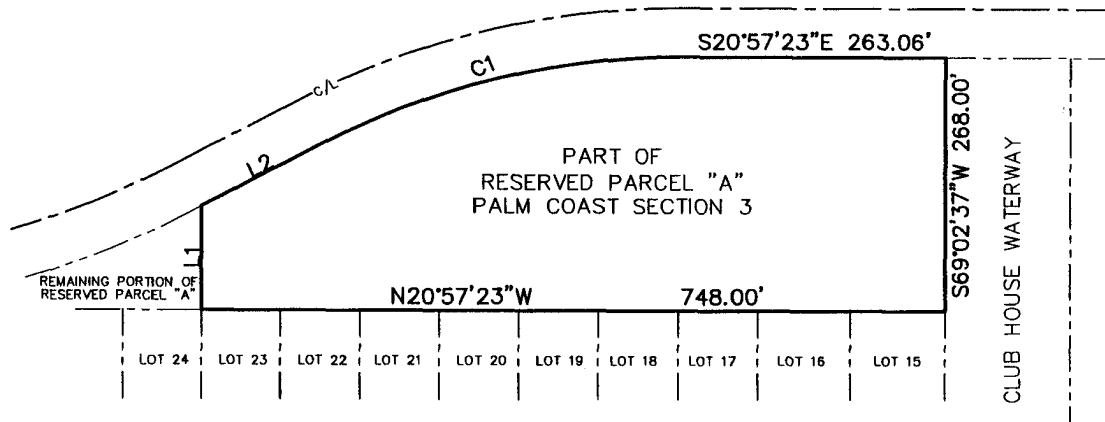 S20°57'23"E 263.06'
C1
C/L
L2
PART OF
RESERVED PARCEL "A"
PALM COAST SECTION 3
S69°02'37"W 268.00'
CLUB HOUSE WATERWAY
L1
REMAINING PORTION OF
RESERVED PARCEL "A"
N20°57'23"W 748.00'
LOT 24 LOT 23 LOT 22 LOT 21 LOT 20 LOT 19 LOT 18 LOT 17 LOT 16 LOT 15